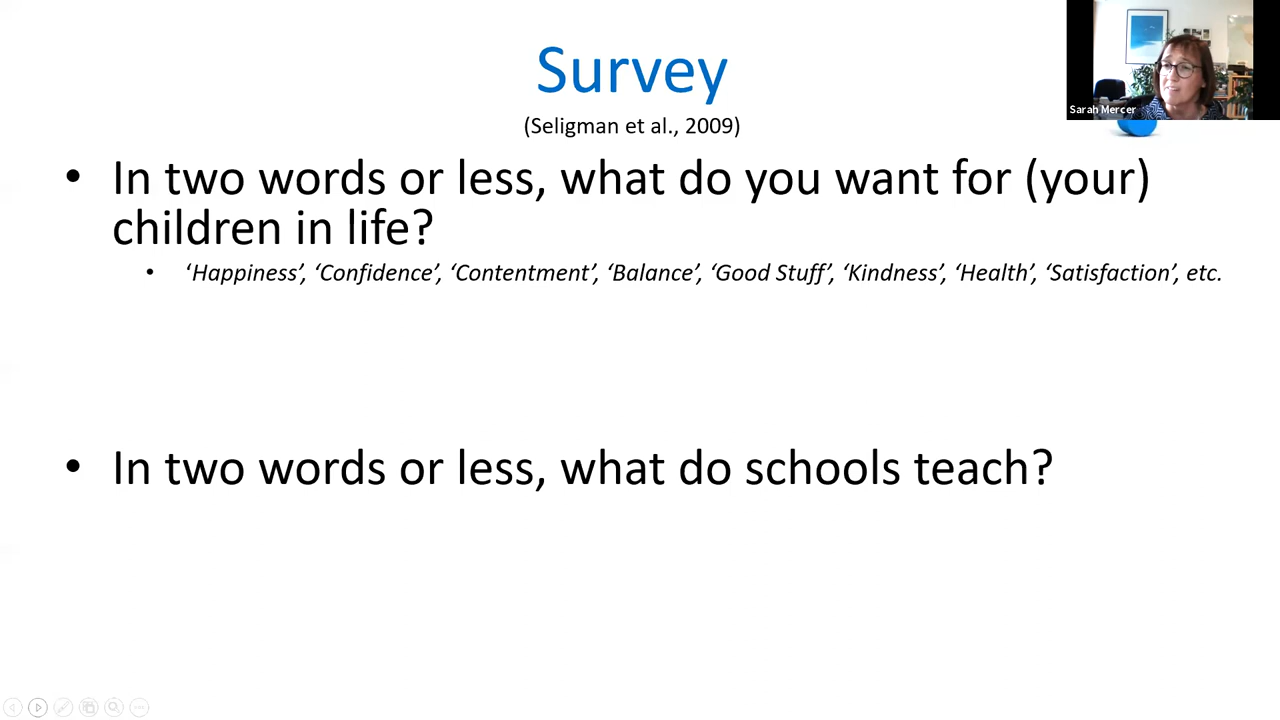 Survey
Sarah Mercer
(Seligman et al., 2009)
• In two words or less, what do you want for (your)
children in life?
• ‘Happiness’, ‘Confidence’, ‘Contentment’, ‘Balance’, ‘Good Stuff’, ‘Kindness’, ‘Health’, ‘Satisfaction’, etc.
• In two words or less, what do schools teach?